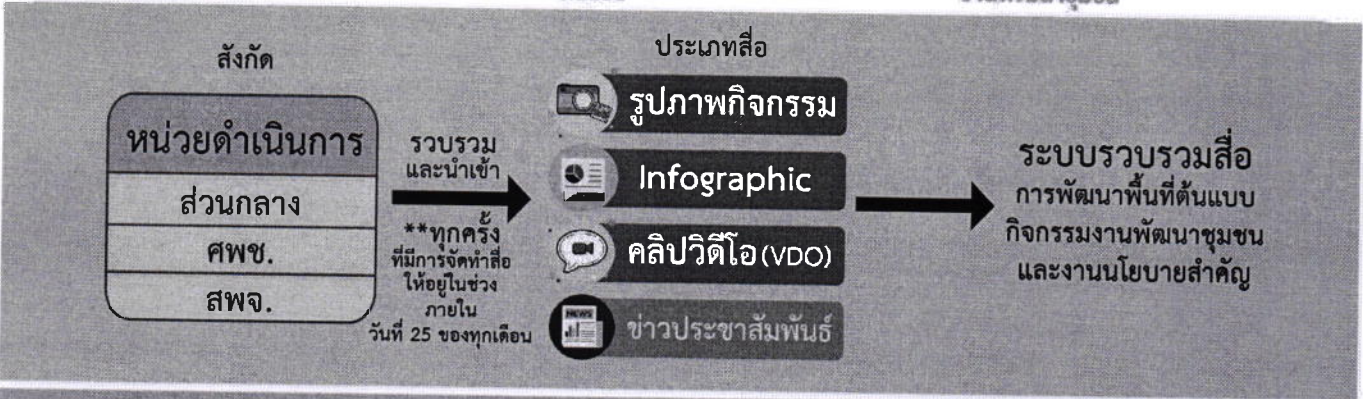 สังกัด
หน่วยดำเนินการ
ส่วนกลาง
ศพช.
สพจ.
รวบรวม
และนำเข้า
**ทุกครั้ง
ที่มีการจัดทำสื่อ
ให้อยู่ในช่วง
ภายใน
วันที่ 25 ของทุกเดือน
ประเภทสื่อ
รูปภาพกิจกรรม
Infographic
คลิปวิดีโอ(VDO)
NEWS
ข่าวประชาสัมพันธ์
ระบบรวบรวมสื่อ
การพัฒนาพื้นที่ต้นแบบ
กิจกรรมงานพัฒนาชุมชน
และงานนโยบายสำคัญ